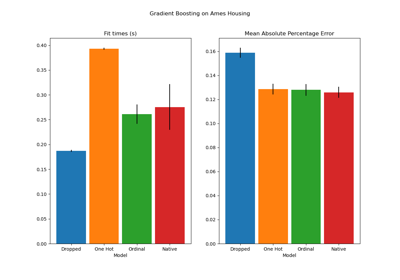 Gradient Boosting on Ames Housing
Fit times (s)
0.40
0.35
0.30
0.25
0.20
0.15
0.10
0.05
0.00
Dropped One Hot Ordinal Native
Model
Mean Absolute Percentage Error
0.16
0.14
0.12
0.10
0.08
0.06
0.04
0.02
0.00
Dropped One Hot Ordinal Native
Model